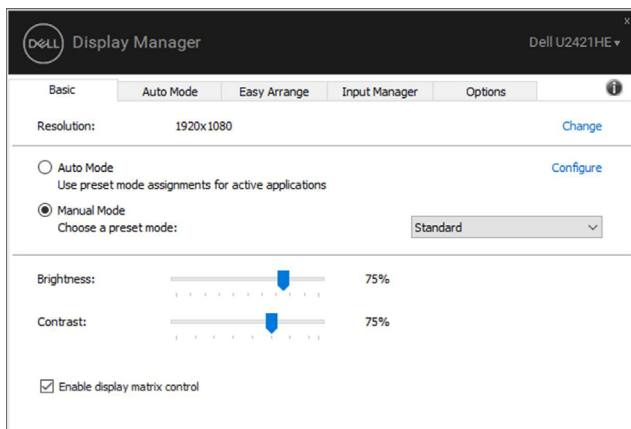 DELL Display Manager Dell U2421HE
x
Basic Auto Mode Easy Arrange Input Manager Options
Resolution: 1920x1080 Change
Auto Mode Configure
Use preset mode assignments for active applications
Manual Mode
Choose a preset mode: Standard
Brightness: 75%
Contrast: 75%
Enable display matrix control